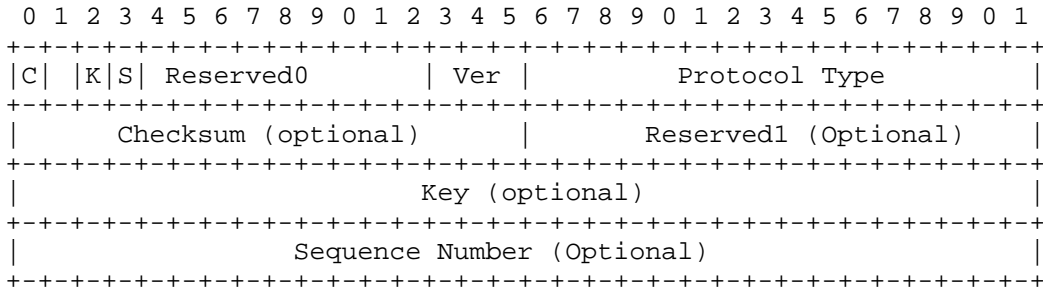 0 1 2 3 4 5 6 7 8 9 0 1 2 3 4 5 6 7 8 9 0 1 2 3 4 5 6 7 8 9 0 1
+-+-+-+-+-+-+-+-+-+-+-+-+-+-+-+-+-+-+-+-+-+-+-+-+-+-+-+-+-+-+-+-+
|C| |K|S| Reserved0       | Ver |         Protocol Type         |
+-+-+-+-+-+-+-+-+-+-+-+-+-+-+-+-+-+-+-+-+-+-+-+-+-+-+-+-+-+-+-+-+
|      Checksum (optional)      |       Reserved1 (Optional)    |
+-+-+-+-+-+-+-+-+-+-+-+-+-+-+-+-+-+-+-+-+-+-+-+-+-+-+-+-+-+-+-+-+
|                         Key (optional)                        |
+-+-+-+-+-+-+-+-+-+-+-+-+-+-+-+-+-+-+-+-+-+-+-+-+-+-+-+-+-+-+-+-+
|                 Sequence Number (Optional)                    |
+-+-+-+-+-+-+-+-+-+-+-+-+-+-+-+-+-+-+-+-+-+-+-+-+-+-+-+-+-+-+-+-+